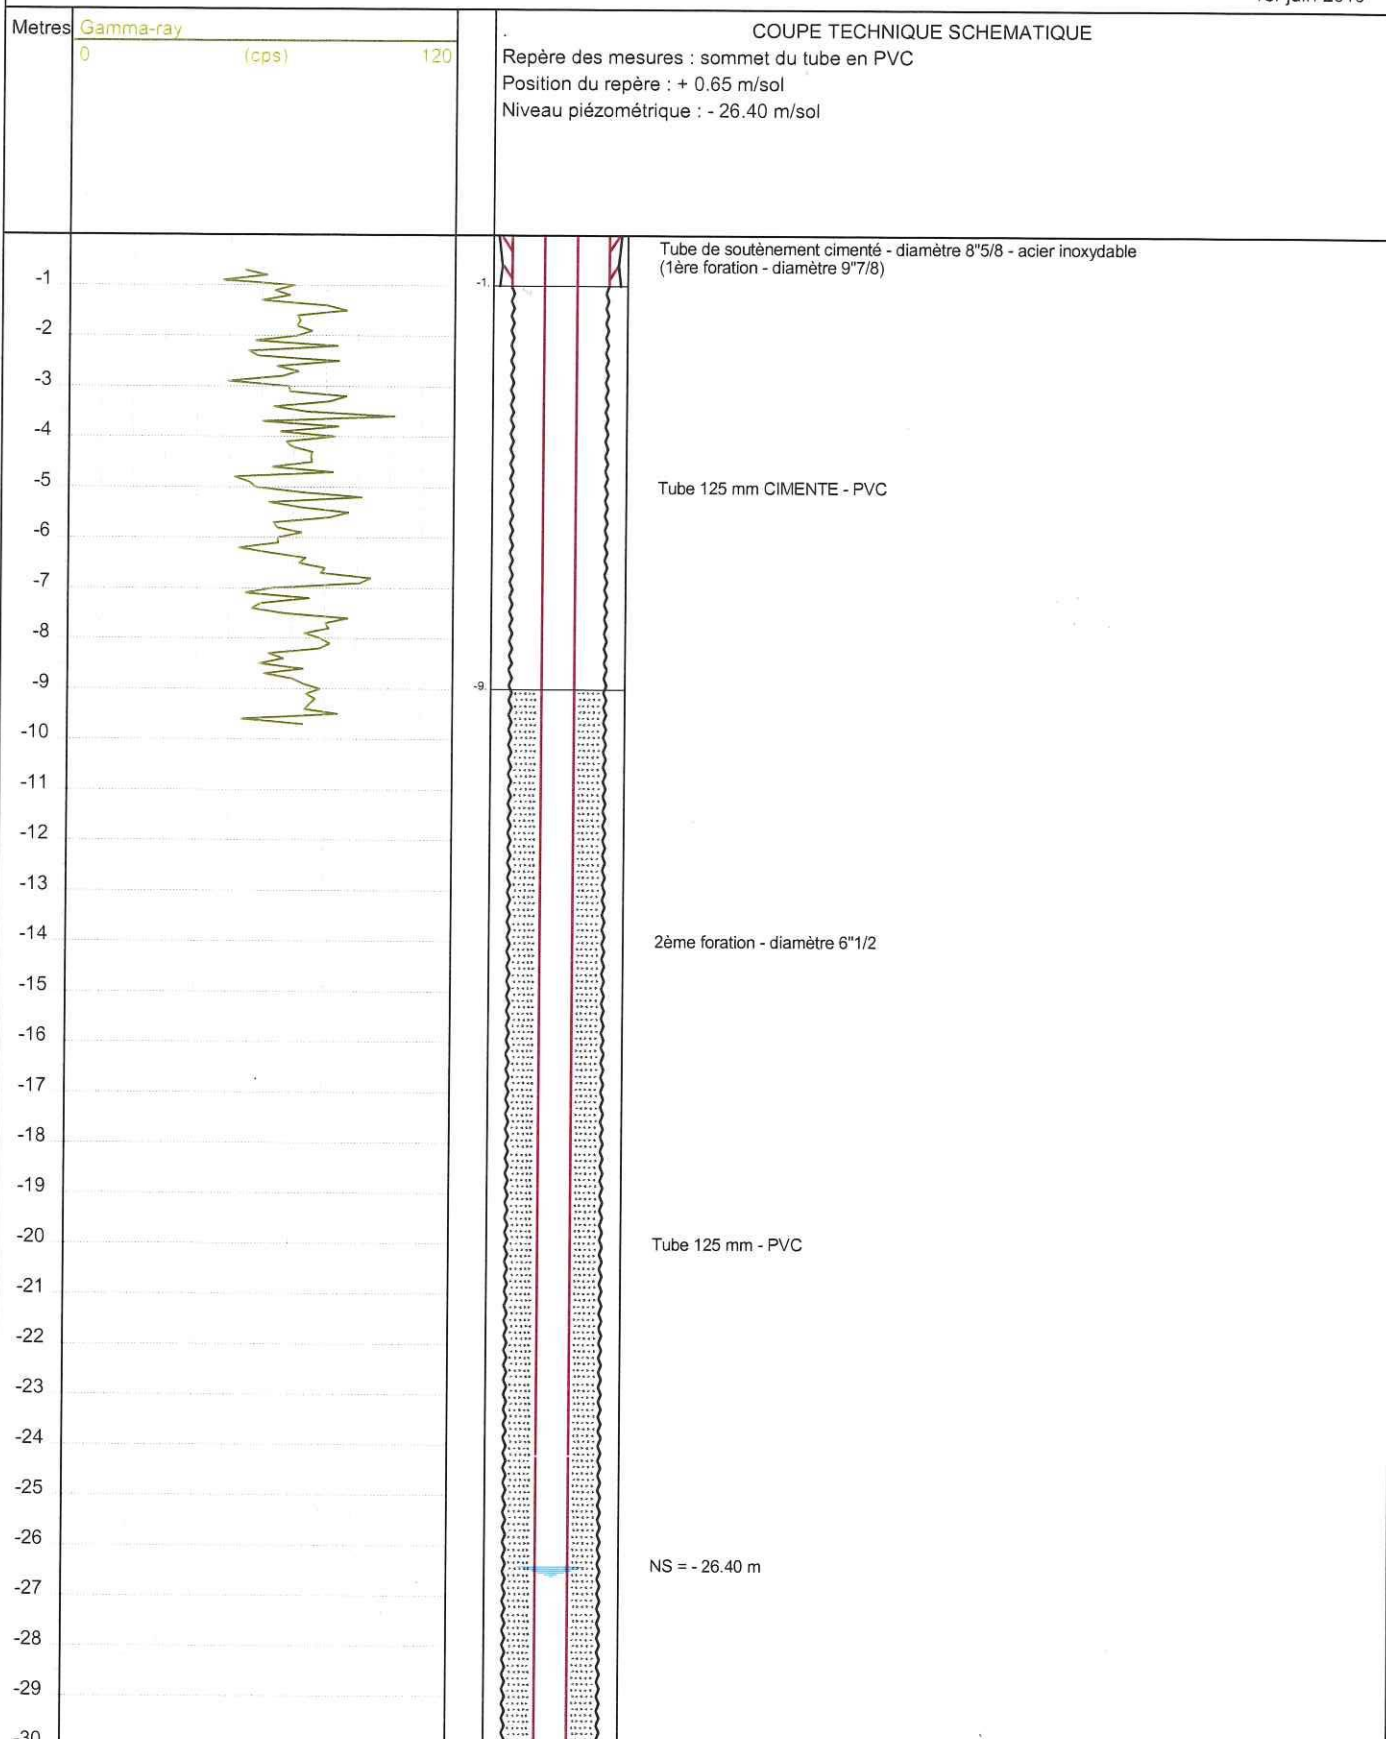 Metres
Gamma-ray
0 (cps) 120
COUPE TECHNIQUE SCHEMATIQUE
Repère des mesures : sommet du tube en PVC
Position du repère : + 0.65 m/sol
Niveau piézométrique : - 26.40 m/sol
Tube de soutènement cimenté - diamètre 8"5/8 - acier inoxydable
(1ère foration - diamètre 9"7/8)
-1
-1.
-2
-3
-4
-5
Tube 125 mm CIMENTE - PVC
-6
-7
-8
-9
-9.
-10
-11
-12
-13
-14
2ème foration - diamètre 6"1/2
-15
-16
-17
-18
-19
-20
Tube 125 mm - PVC
-21
-22
-23
-24
-25
-26
NS = - 26.40 m
-27
-28
-29
-30